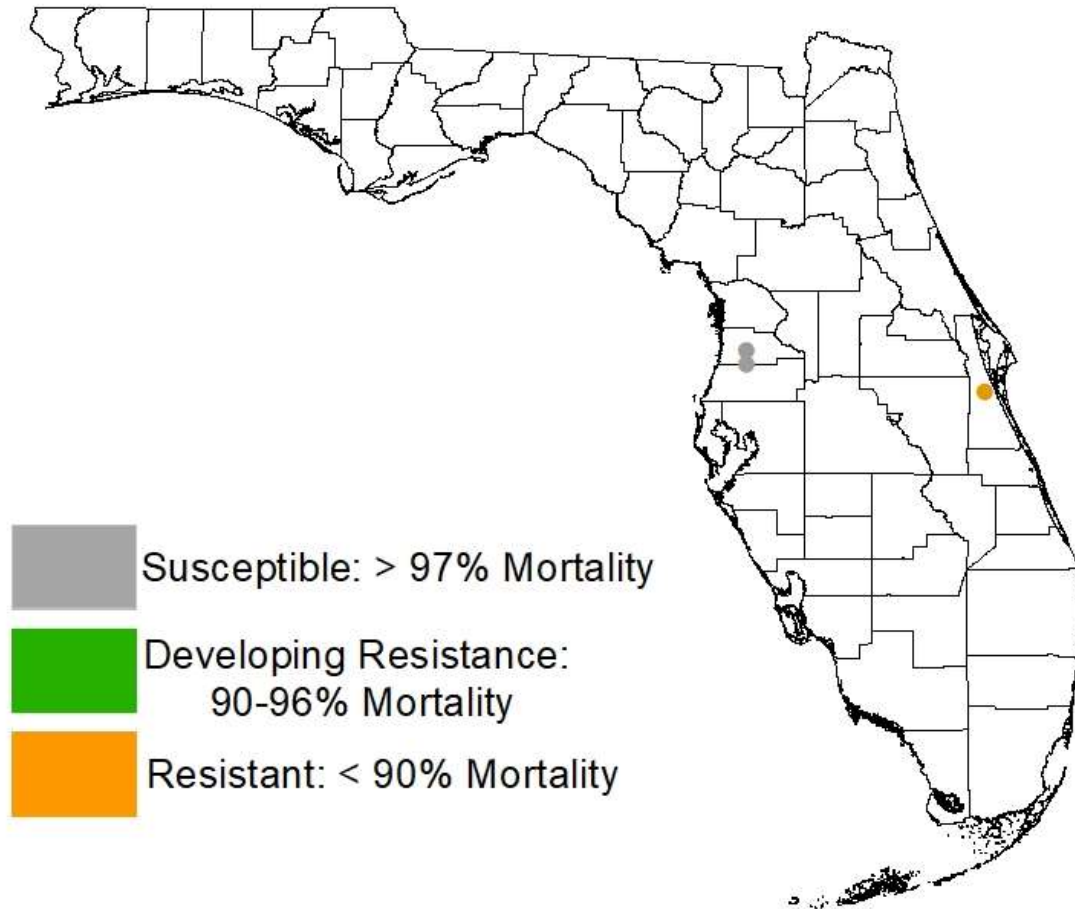 Susceptible: > 97% Mortality
Developing Resistance:
90-96% Mortality
Resistant: < 90% Mortality